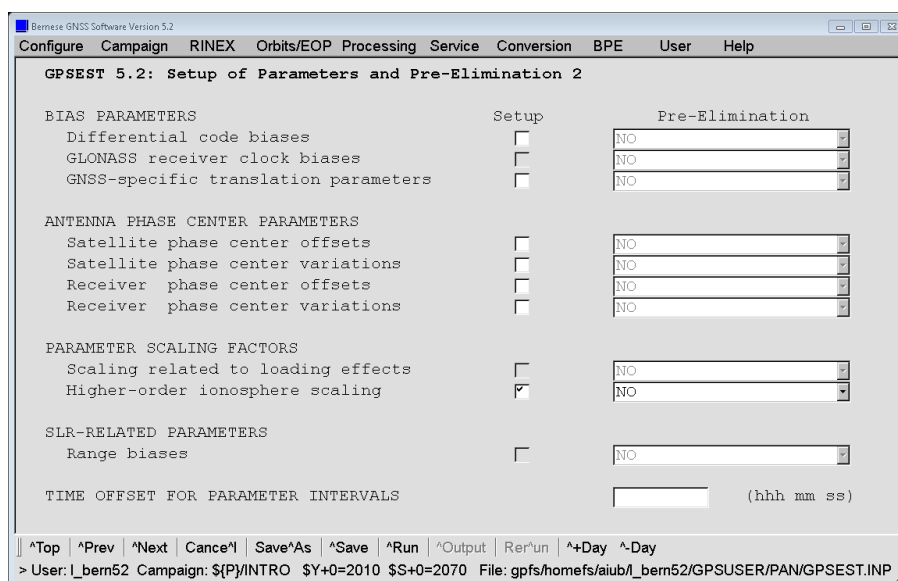 Bernese GNSS Software Version 5.2
Configure Campaign RINEX Orbits/EOP Processing Service Conversion BPE User Help
GPSEST 5.2: Setup of Parameters and Pre-Elimination 2
BIAS PARAMETERS Setup Pre-Elimination
Differential code biases NO
GLONASS receiver clock biases NO
GNSS-specific translation parameters NO
ANTENNA PHASE CENTER PARAMETERS
Satellite phase center offsets NO
Satellite phase center variations NO
Receiver phase center offsets NO
Receiver phase center variations NO
PARAMETER SCALING FACTORS
Scaling related to loading effects NO
Higher-order ionosphere scaling NO
SLR-RELATED PARAMETERS
Range biases NO
TIME OFFSET FOR PARAMETER INTERVALS (hhh mm ss)
^Top | ^Prev | ^Next | Cance^l | Save^As | ^Save | ^Run | ^Output | Rer^un | ^+Day ^-Day
> User: l_bern52 Campaign: ${P}/INTRO $Y+0=2010 $S+0=2070 File: gpfs/homefs/aiub/l_bern52/GPSUSER/PAN/GPSEST.INP